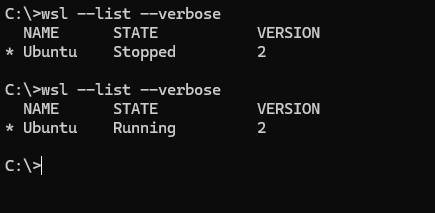 C:\>wsl --list --verbose
  NAME      STATE           VERSION
* Ubuntu    Stopped         2
C:\>wsl --list --verbose
  NAME      STATE           VERSION
* Ubuntu    Running         2
C:\>